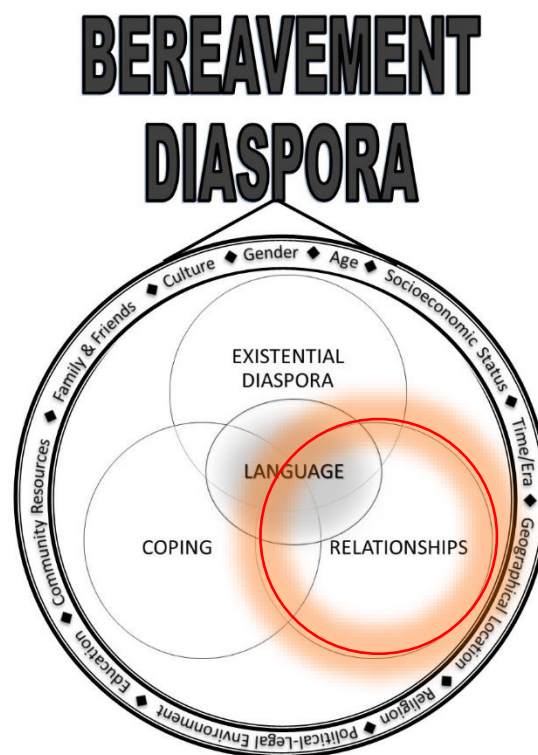 BEREAVEMENT
DIASPORA
Family & Friends ◆ Culture ◆ Gender ◆ Age ◆ Socioeconomic Status ◆ Time/Era ◆ Geographical Location ◆ Religion ◆ Political-Legal Environment ◆ Education ◆ Community Resources ◆
EXISTENTIAL
DIASPORA
LANGUAGE
COPING
RELATIONSHIPS